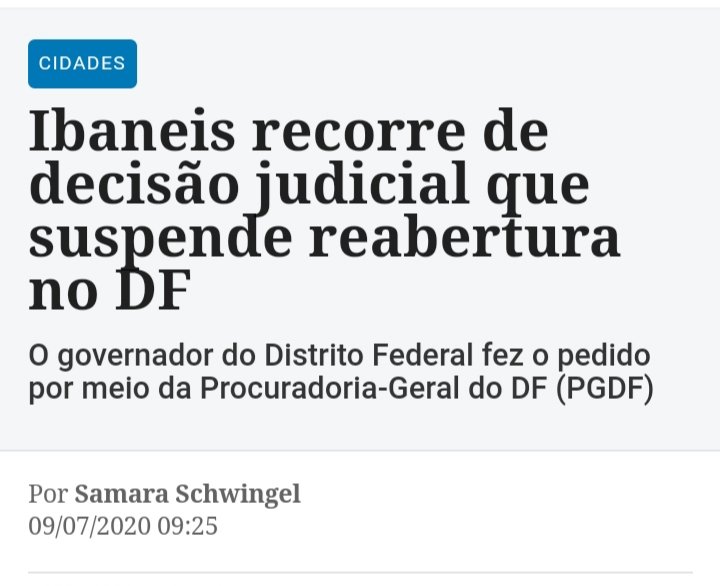 CIDADES
Ibaneis recorre de
decisão judicial que
suspende reabertura
no DF
O governador do Distrito Federal fez o pedido
por meio da Procuradoria-Geral do DF (PGDF)
Por Samara Schwingel
09/07/2020 09:25